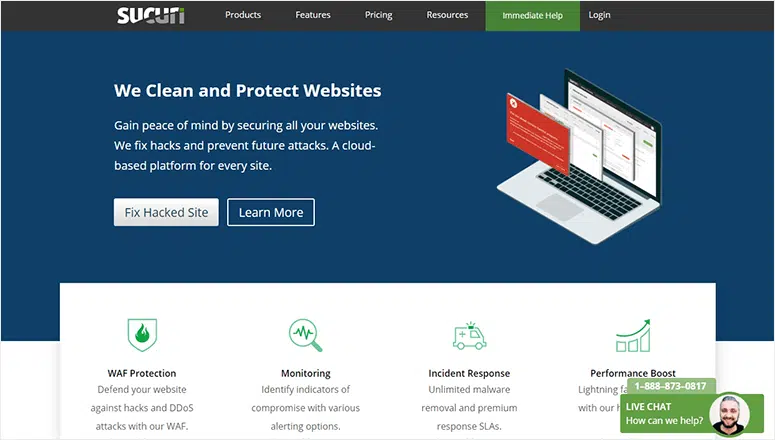 SUCURI
Products Features Pricing Resources Immediate Help Login
We Clean and Protect Websites
Gain peace of mind by securing all your websites.
We fix hacks and prevent future attacks. A cloud-
based platform for every site.
Fix Hacked Site Learn More
WAF Protection
Defend your website
against hacks and DDoS
attacks with our WAF.
Monitoring
Identify indicators of
compromise with various
alerting options.
Incident Response
Unlimited malware
removal and premium
response SLAs.
Performance Boost
Lightning
with our
1-888-873-0817
LIVE CHAT
How can we help?